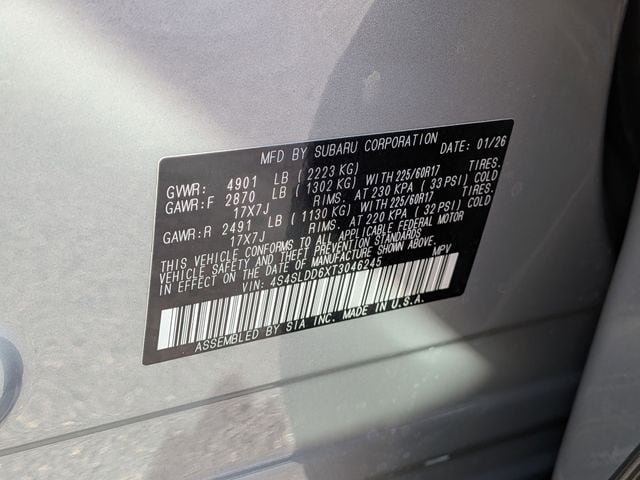 MFD BY SUBARU CORPORATION DATE: 01/26
GVWR: 4901 LB (2223 KG)
GAWR:F 2870 LB (1302 KG) WITH 225/60R17 TIRES.
17X7J RIMS. AT 230 KPA (33 PSI) COLD
GAWR:R 2491 LB (1130 KG) WITH 225/60R17 TIRES.
17X7J RIMS. AT 220 KPA (32 PSI) COLD
THIS VEHICLE CONFORMS TO ALL APPLICABLE FEDERAL MOTOR
VEHICLE SAFETY AND THEFT PREVENTION STANDARDS
IN EFFECT ON THE DATE OF MANUFACTURE SHOWN ABOVE.
VIN: 4S4SLDD6XT3046245 MPV
ASSEMBLED BY SIA INC. MADE IN U.S.A.